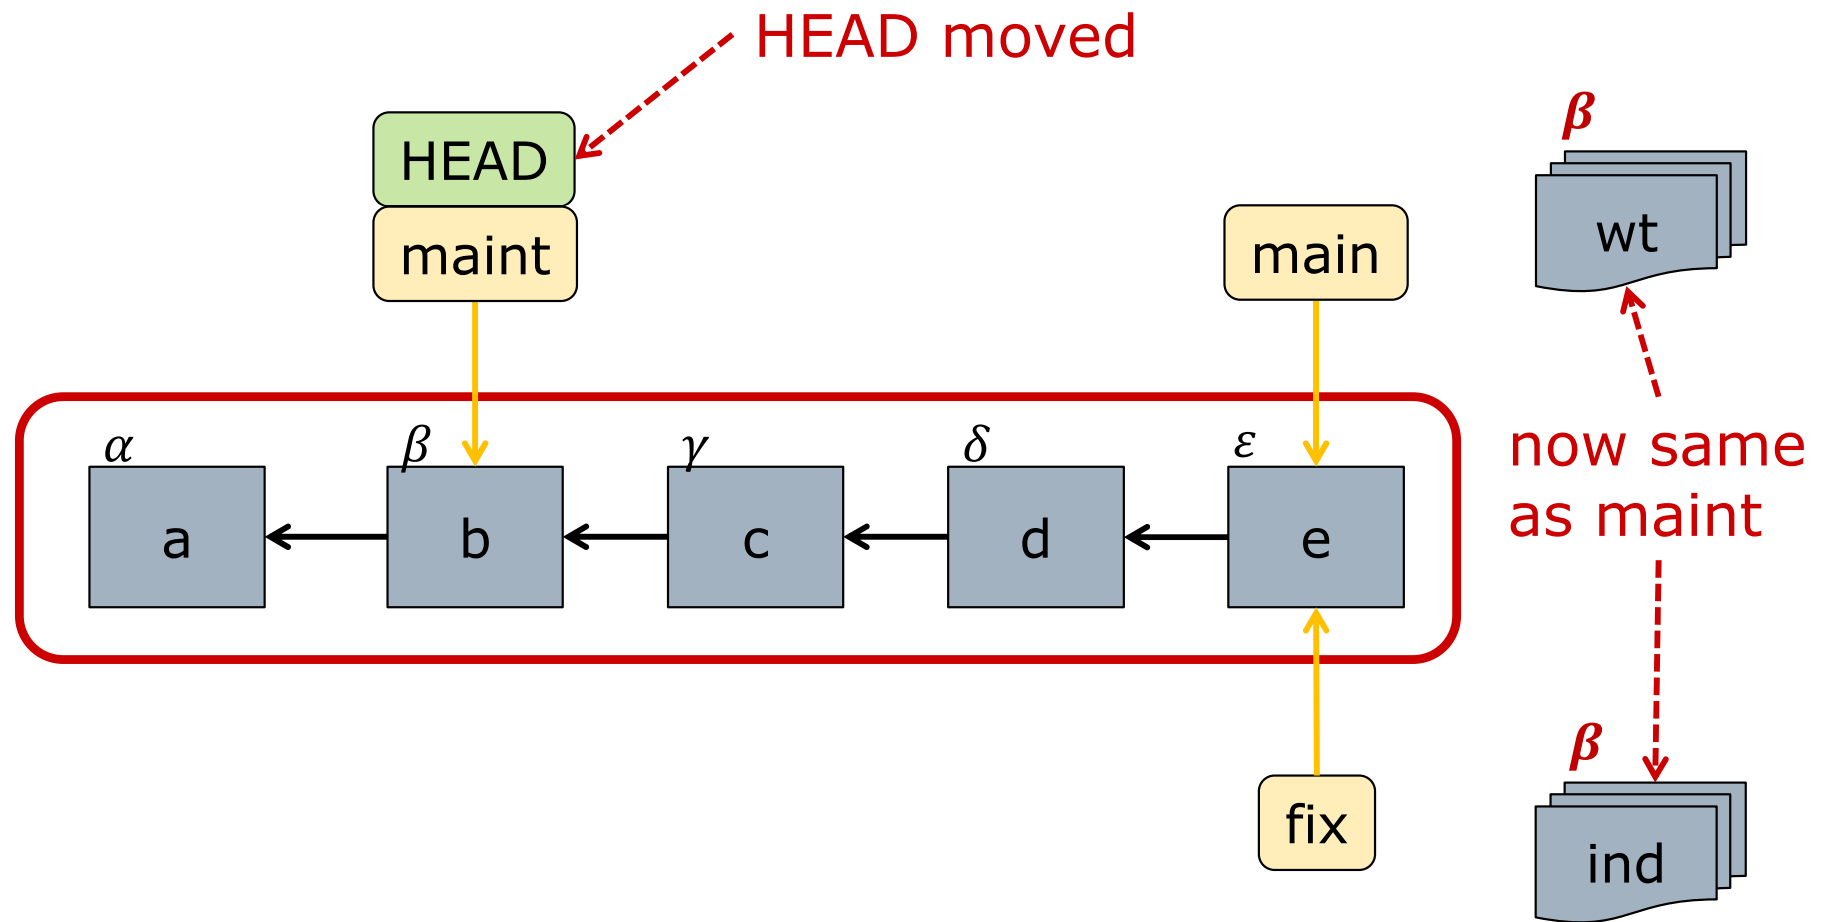 HEAD moved
HEAD
maint
main
α
β
γ
δ
ε
a
b
c
d
e
fix
β
wt
now same
as maint
β
ind